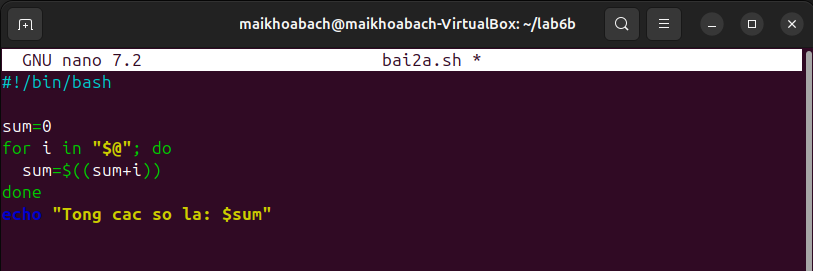 maikhoabach@maikhoabach-VirtualBox: ~/lab6b
GNU nano 7.2 bai2a.sh *
#!/bin/bash
sum=0
for i in "$@"; do
  sum=$((sum+i))
done
echo "Tong cac so la: $sum"